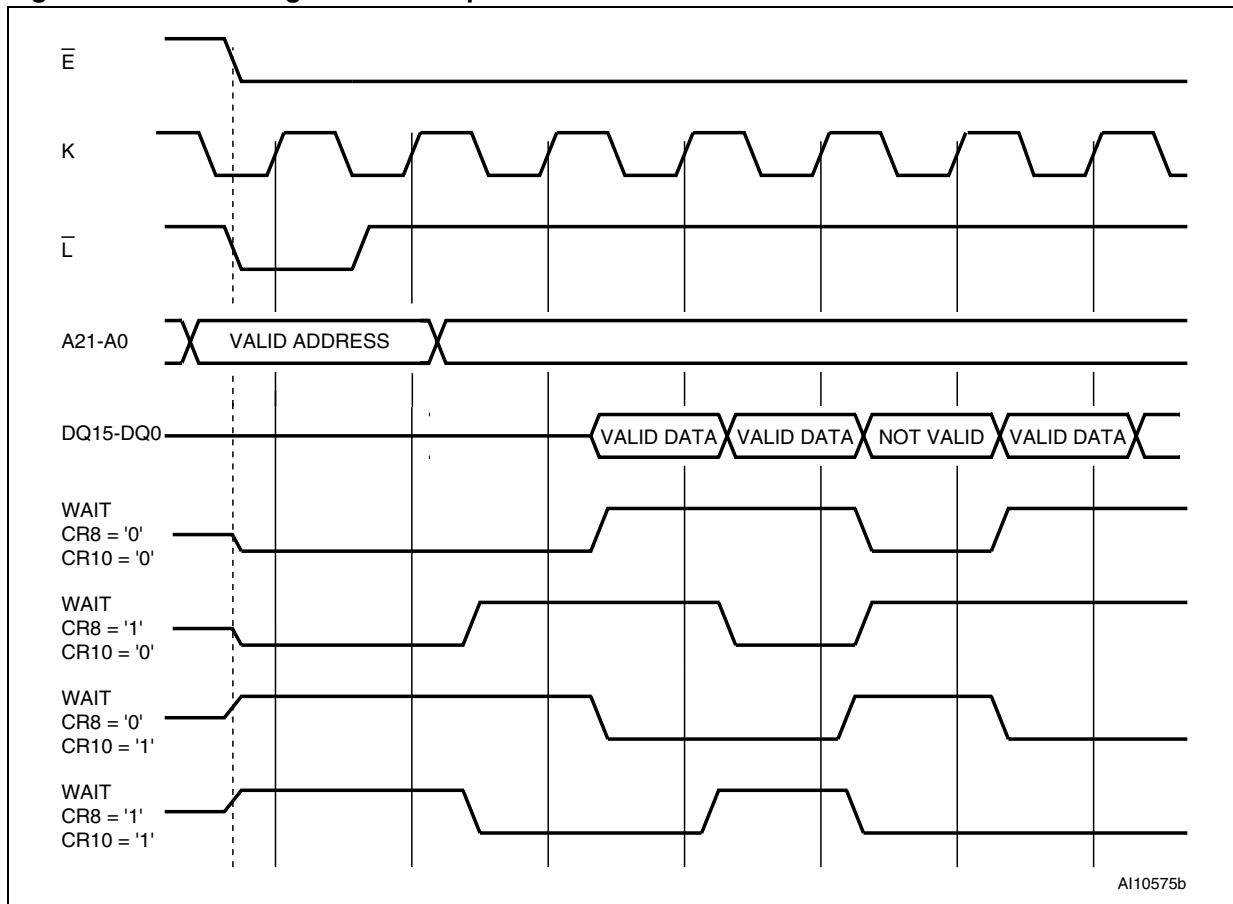 E
K
L
A21-A0
VALID ADDRESS
DQ15-DQ0
VALID DATA
VALID DATA
NOT VALID
VALID DATA
WAIT
CR8 = '0'
CR10 = '0'
WAIT
CR8 = '1'
CR10 = '0'
WAIT
CR8 = '0'
CR10 = '1'
WAIT
CR8 = '1'
CR10 = '1'
AI10575b